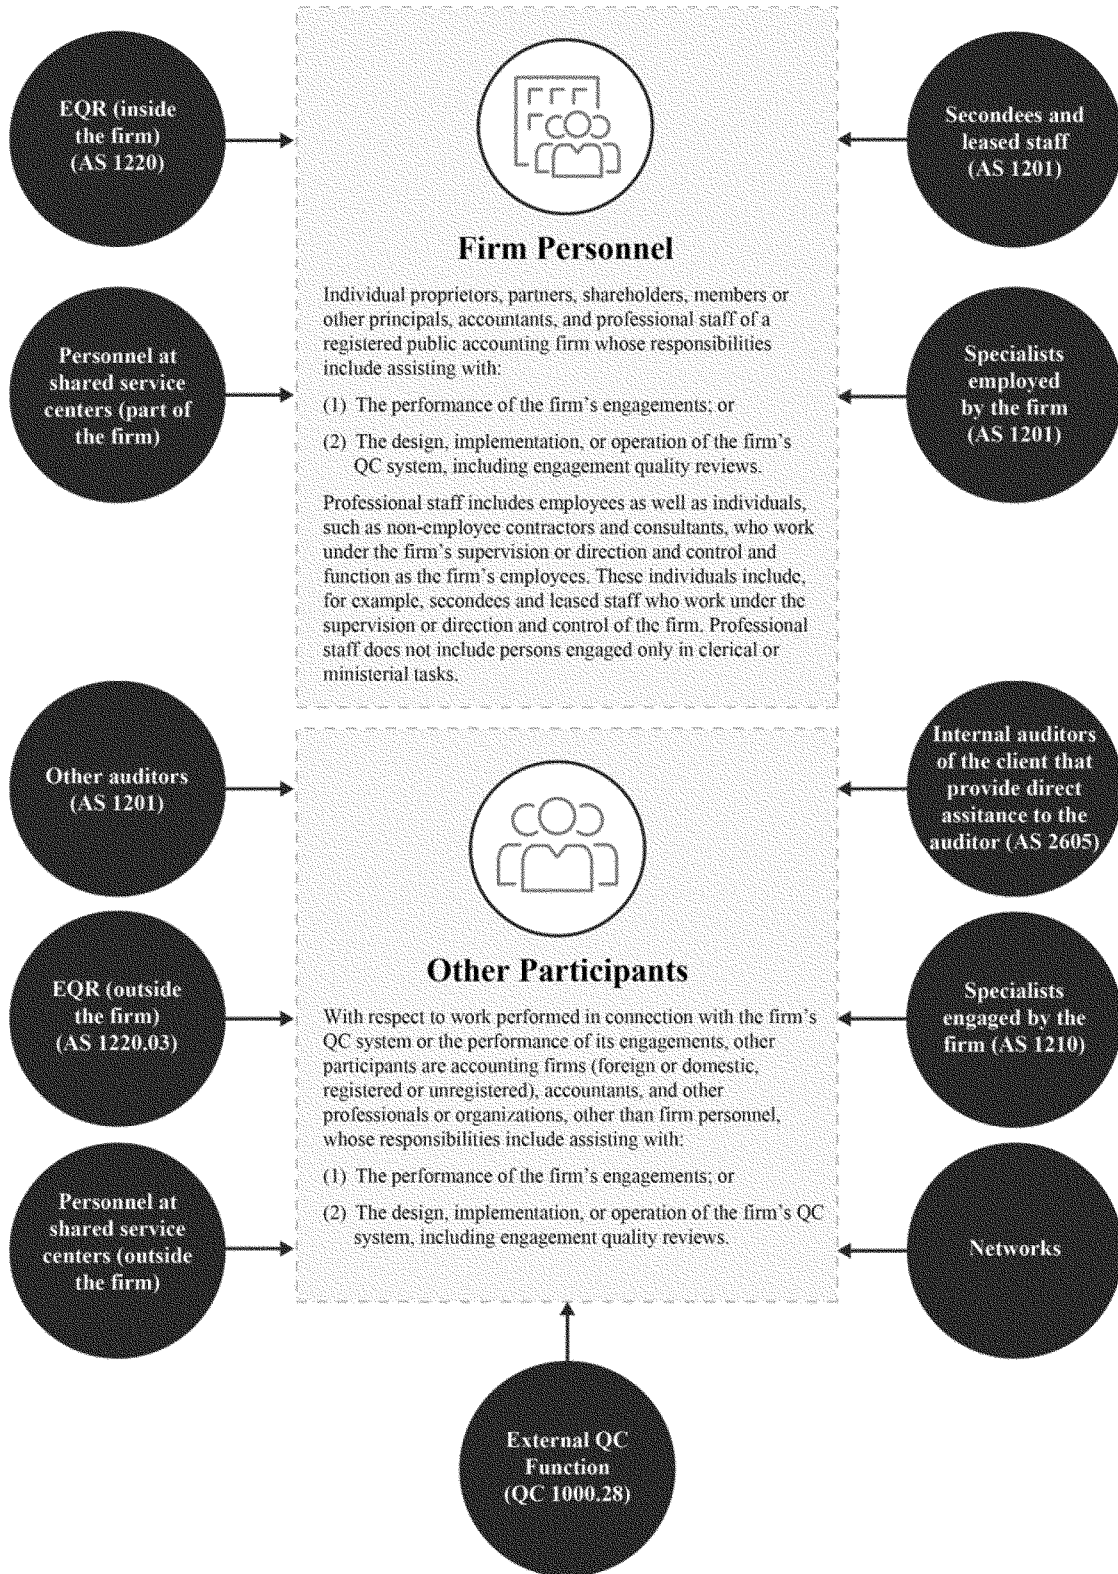 EQR (inside
the firm)
(AS 1220)
Secondees and
leased staff
(AS 1201)
Firm Personnel
Individual proprietors, partners, shareholders, members or
other principals, accountants, and professional staff of a
registered public accounting firm whose responsibilities
include assisting with:
(1) The performance of the firm's engagements; or
(2) The design, implementation, or operation of the firm's
QC system, including engagement quality reviews.
Professional staff includes employees as well as individuals,
such as non-employee contractors and consultants, who work
under the firm's supervision or direction and control and
function as the firm's employees. These individuals include,
for example, secondees and leased staff who work under the
supervision or direction and control of the firm. Professional
staff does not include persons engaged only in clerical or
ministerial tasks.
Personnel at
shared service
centers (part of
the firm)
Specialists
employed
by the firm
(AS 1201)
Other auditors
(AS 1201)
Internal auditors
of the client that
provide direct
assitance to the
auditor (AS 2605)
Other Participants
With respect to work performed in connection with the firm's
QC system or the performance of its engagements, other
participants are accounting firms (foreign or domestic,
registered or unregistered), accountants, and other
professionals or organizations, other than firm personnel,
whose responsibilities include assisting with:
(1) The performance of the firm's engagements; or
(2) The design, implementation, or operation of the firm's QC
system, including engagement quality reviews.
EQR (outside
the firm)
(AS 1220.03)
Specialists
engaged by the
firm (AS 1210)
Personnel at
shared service
centers (outside
the firm)
Networks
External QC
Function
(QC 1000.28)